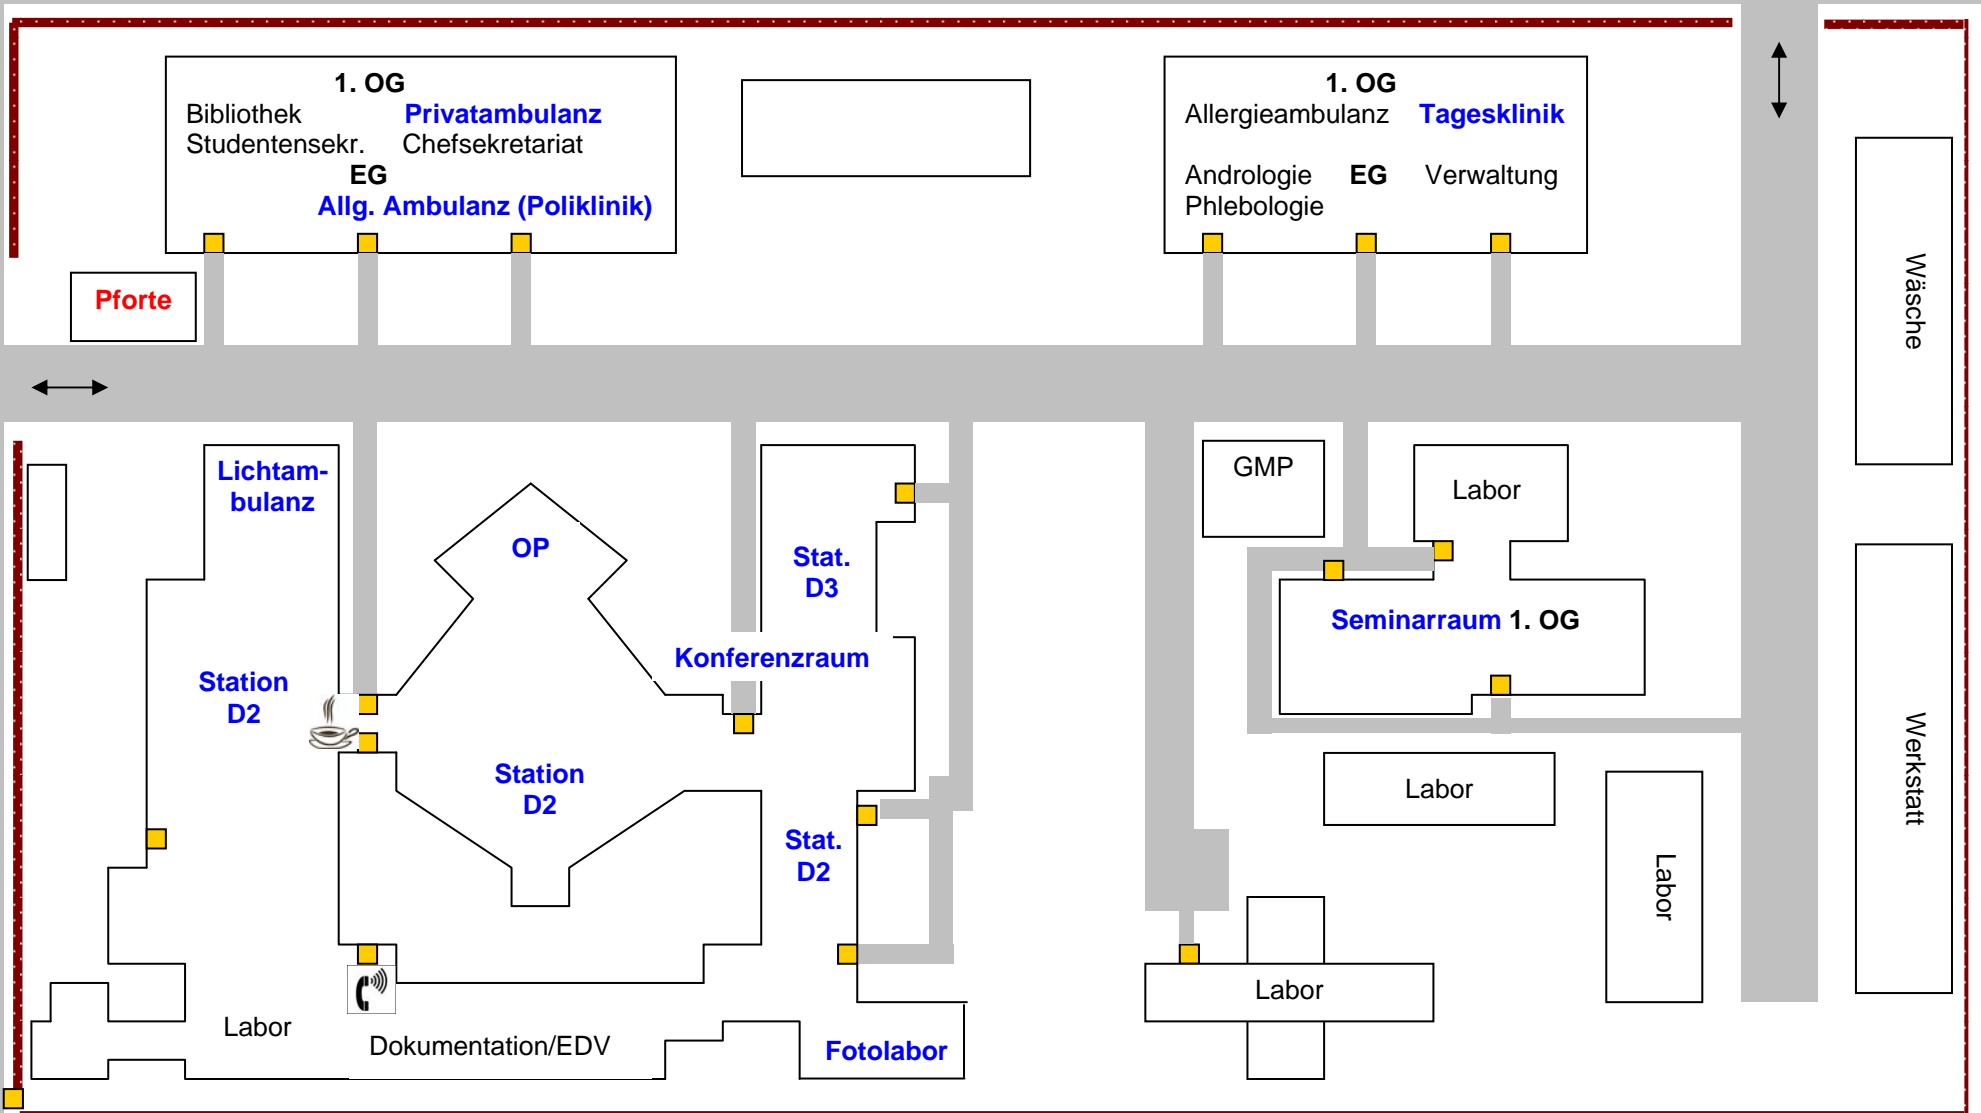 1. OG
Bibliothek Privatambulanz
Studentensekr. Chefsekretariat
EG
Allg. Ambulanz (Poliklinik)
1. OG
Allergieambulanz Tagesklinik
Andrologie EG Verwaltung
Phlebologie
Pforte
Wäsche
Lichtam-
bulanz
OP
Stat.
D3
GMP
Labor
Seminarraum 1. OG
Konferenzraum
Station
D2
Station
D2
Stat.
D2
Labor
Labor
Werkstatt
Labor
Labor
Dokumentation/EDV
Fotolabor